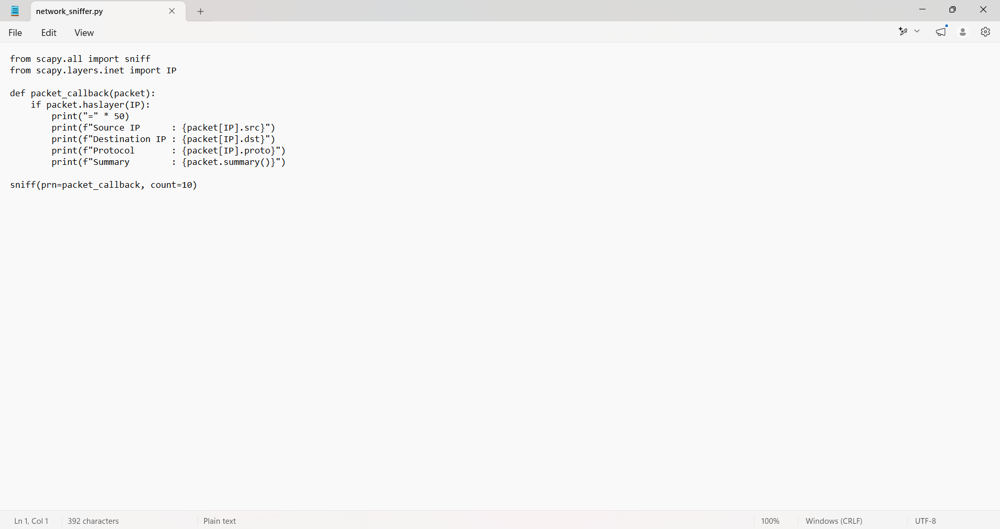 network_sniffer.py
File Edit View
from scapy.all import sniff
from scapy.layers.inet import IP

def packet_callback(packet):
    if packet.haslayer(IP):
        print("=" * 50)
        print(f"Source IP      : {packet[IP].src}")
        print(f"Destination IP : {packet[IP].dst}")
        print(f"Protocol       : {packet[IP].proto}")
        print(f"Summary        : {packet.summary()}")

sniff(prn=packet_callback, count=10)
Ln 1, Col 1 392 characters Plain text 100% Windows (CRLF) UTF-8